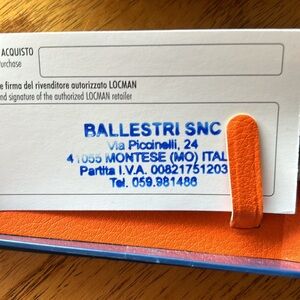 ACQUISTO
urchase
e firma del rivenditore autorizzato LOCMAN
nd signature of the authorized LOCMAN retailer
BALLESTRI SNC
Via Piccinelli, 24
41055 MONTESE (MO) ITAL
Partita I.V.A. 00821751203
Tel. 059.981486